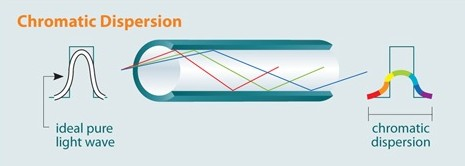 Chromatic Dispersion
ideal pure
light wave
chromatic
dispersion